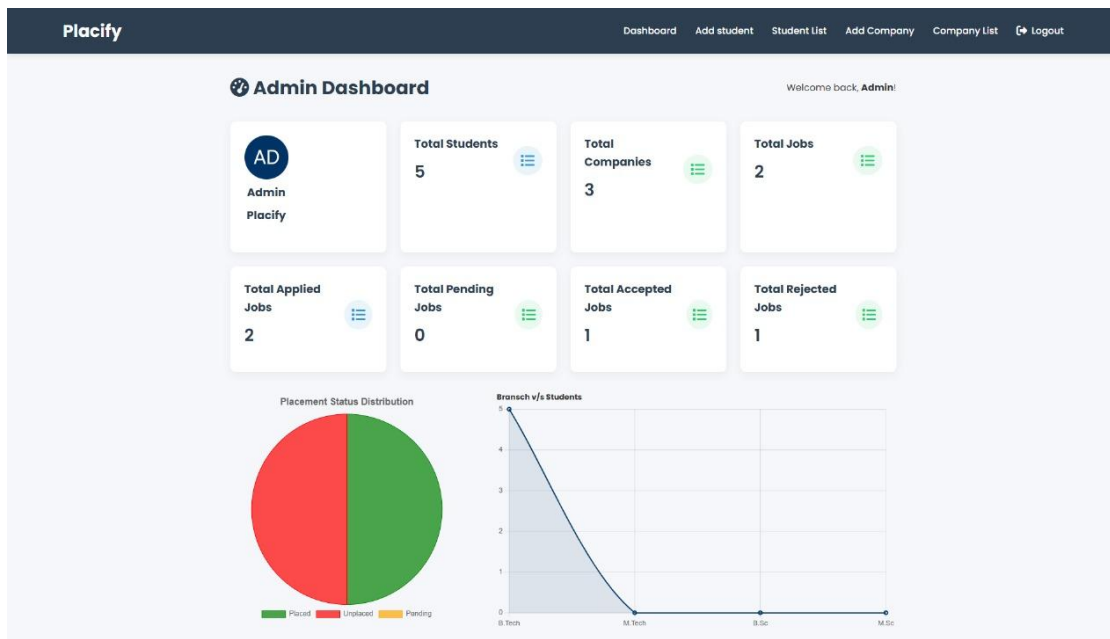 Placify
Dashboard Add student Student List Add Company Company List Logout
Admin Dashboard
Welcome back, Admin!
AD
Admin
Placify
Total Students
5
Total
Companies
3
Total Jobs
2
Total Applied
Jobs
2
Total Pending
Jobs
0
Total Accepted
Jobs
1
Total Rejected
Jobs
1
Placement Status Distribution
Placed Unplaced Pending
Bransch v/s Students
5
4
3
2
1
0
B.Tech M.Tech B.Sc M.Sc